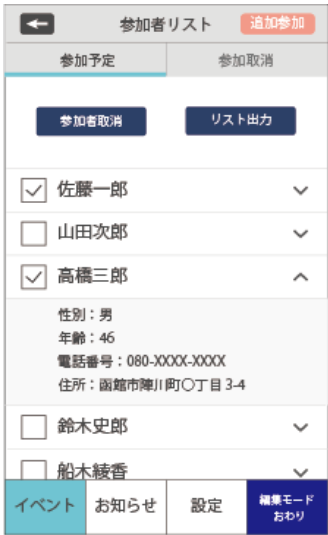 参加者リスト 追加参加
参加予定 参加取消
参加者取消 リスト出力
佐藤一郎
山田次郎
高橋三郎
性別：男
年齢：46
電話番号：080-XXXX-XXXX
住所：函館市陣川町〇丁目 3-4
鈴木史郎
船木綾香
イベント お知らせ 設定 編集モード
おわり